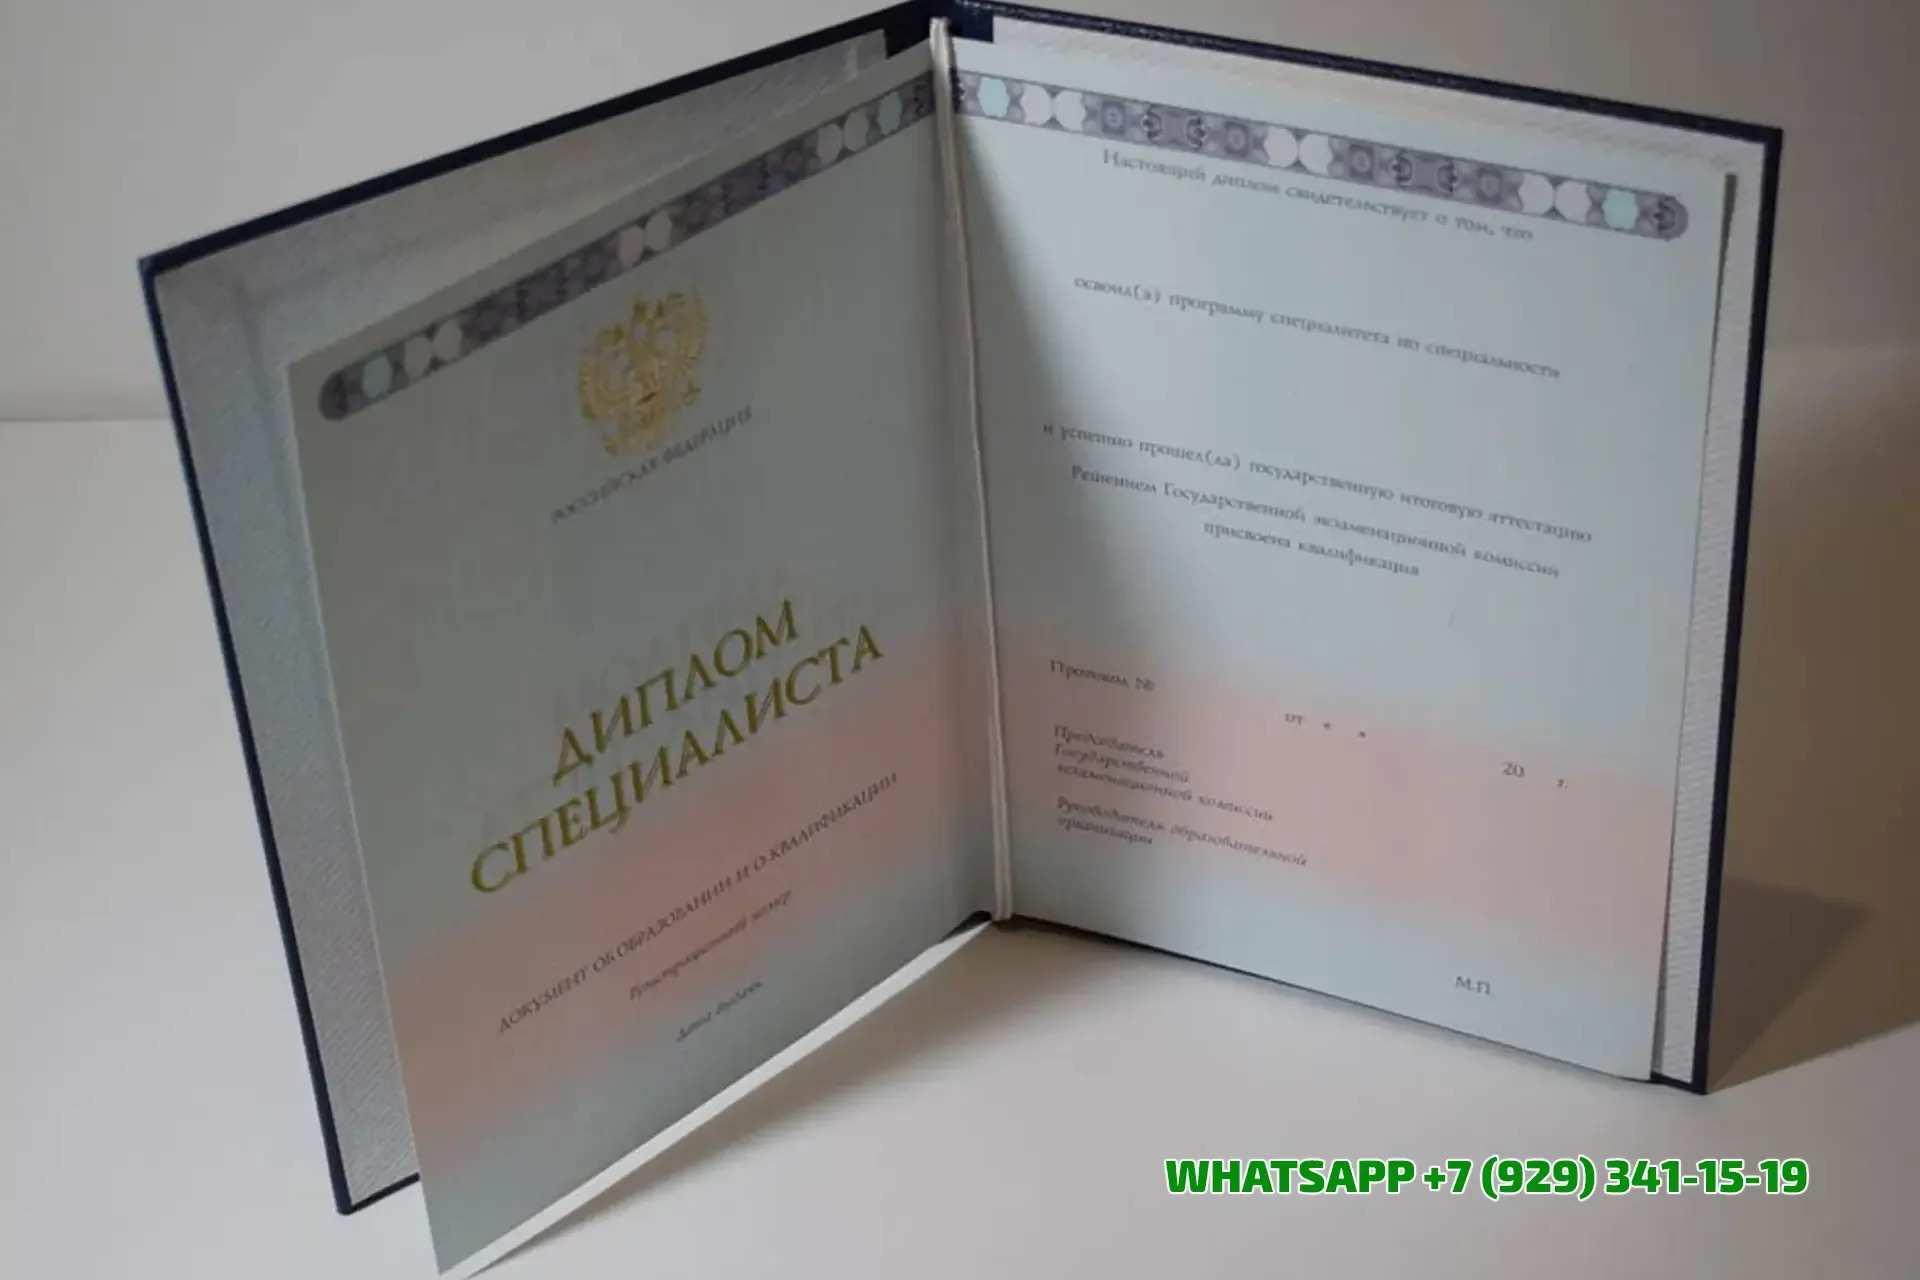 РОССИЙСКАЯ ФЕДЕРАЦИЯ
ДИПЛОМ
СПЕЦИАЛИСТА
ДОКУМЕНТ ОБ ОБРАЗОВАНИИ И О КВАЛИФИКАЦИИ
Регистрационный номер
Дата выдачи
Настоящий диплом свидетельствует о том, что
освоил(а) программу специалитета по специальности
и успешно прошел(ла) государственную итоговую аттестацию
Решением Государственной экзаменационной комиссии
присвоена квалификация
Протокол №
от « » 20 г.
Председатель
Государственной
экзаменационной комиссии
Руководитель образовательной
организации
М.П.
WHATSAPP +7 (929) 341-15-19